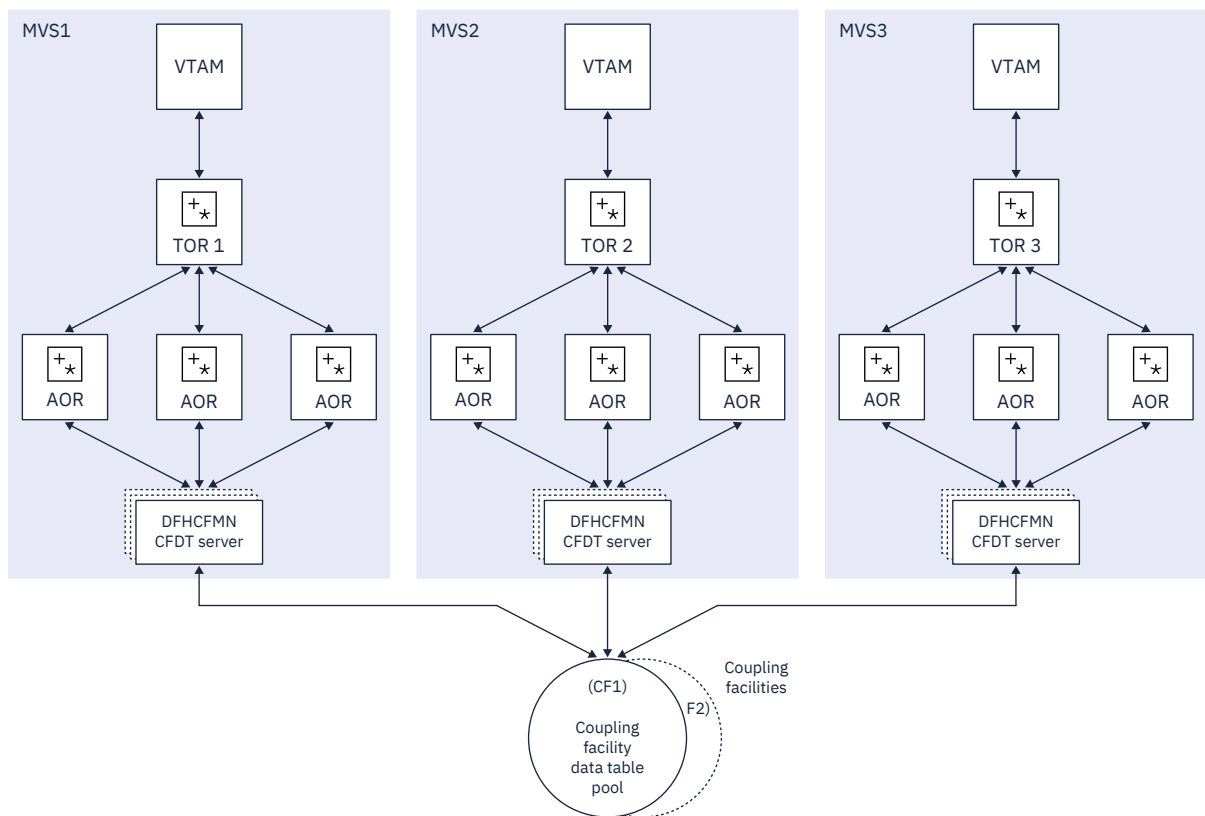 MVS1
MVS2
MVS3
VTAM
VTAM
VTAM
+*
+*
+*
TOR 1
TOR 2
TOR 3
+*
+*
+*
+*
+*
+*
+*
+*
+*
AOR
AOR
AOR
AOR
AOR
AOR
AOR
AOR
AOR
DFHCFMN
CFDT server
DFHCFMN
CFDT server
DFHCFMN
CFDT server
(CF1)
F2)
Coupling
facilities
Coupling
facility
data table
pool